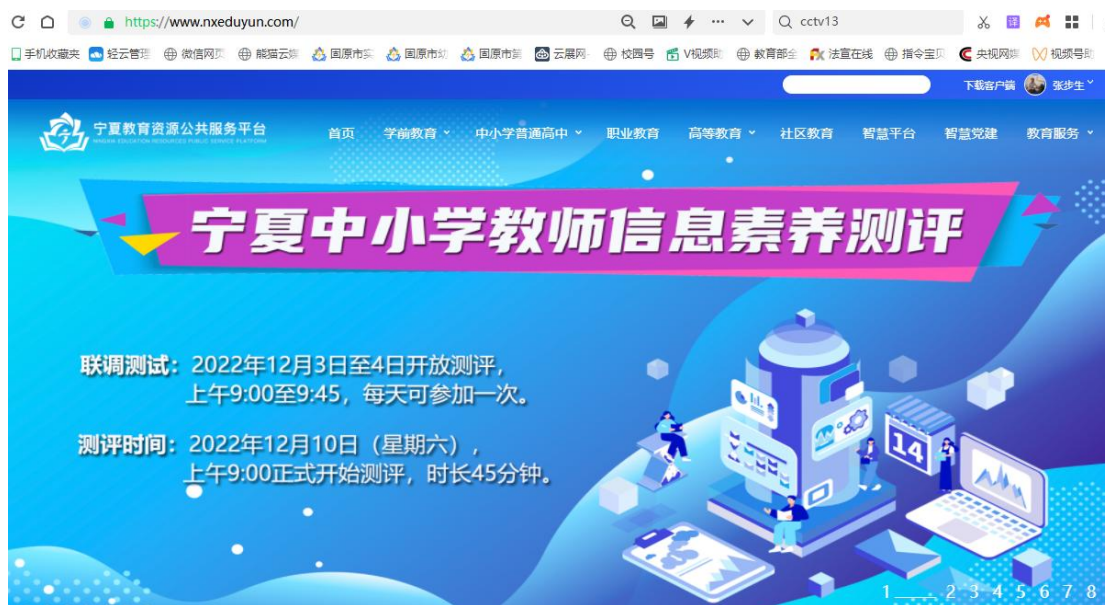 https://www.nxeduyun.com/
cctv13
手机收藏夹 轻云管理 微信网页 熊猫云 固原市实 固原市幼 固原市 云展网 校园号 V视频 教育部全 法宣在线 指令宝贝 央视网 视频号助
下载客户端 张步生
宁夏教育资源公共服务平台 首页 学前教育 中小学普通高中 职业教育 高等教育 社区教育 智慧平台 智慧党建 教育服务
NINGXIA EDUCATION RESOURCES PUBLIC SERVICE PLATFORM
宁夏中小学教师信息素养测评
联调测试：2022年12月3日至4日开放测评，
上午9:00至9:45，每天可参加一次。
测评时间：2022年12月10日（星期六），
上午9:00正式开始测评，时长45分钟。
14
1 2 3 4 5 6 7 8